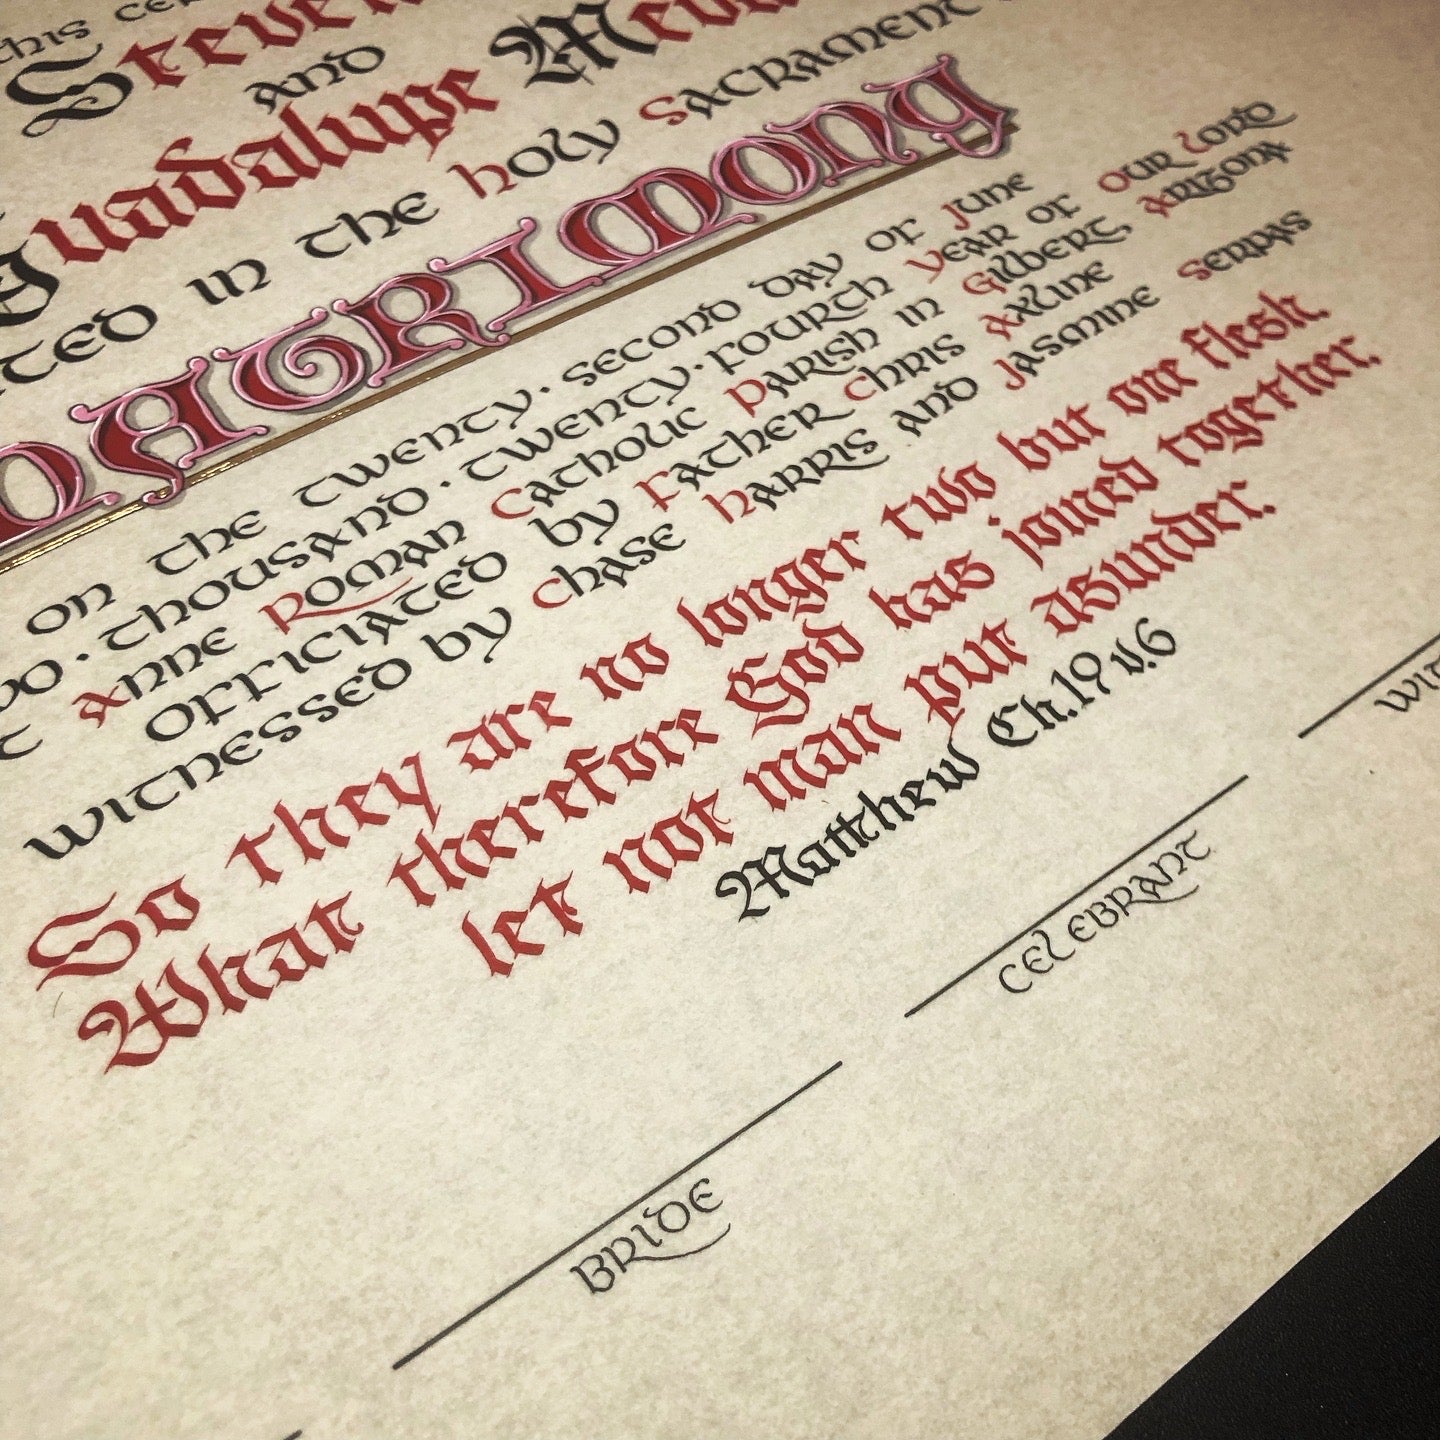 this
Steve
and
Guadalupe
in the holy Sacrament
Matrimony
on the twenty·second day of June
thousand·twenty·fourth year of Our Lord
Anne Roman Catholic Parish in Gilbert, Arizona
officiated by Father Chris Axline
witnessed by Chase Harris and Jasmine Serpas
So they are no longer two but one flesh.
What therefore God has joined together,
let not man put asunder.
Matthew Ch.19 v.6
Celebrant
Bride